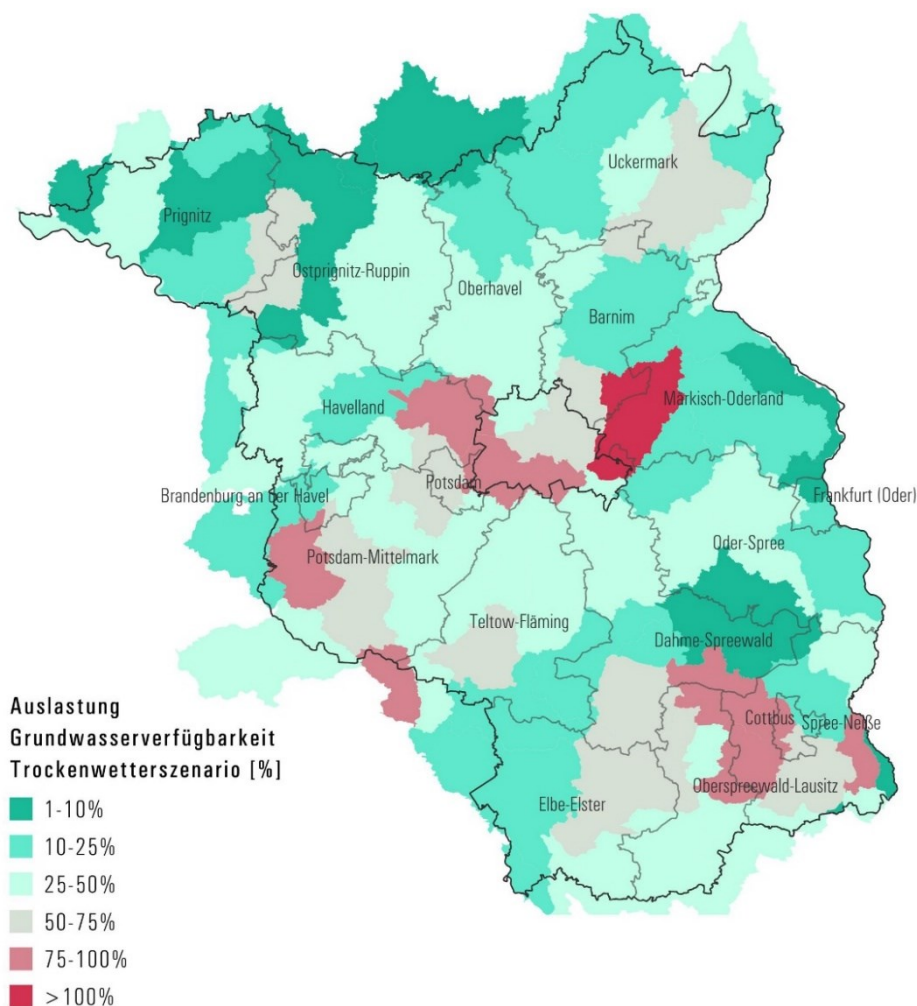 Uckermark
Prignitz
Ostprignitz-Ruppin
Oberhavel
Barnim
Havelland
Märkisch-Oderland
Potsdam
Brandenburg an der Havel
Frankfurt (Oder)
Potsdam-Mittelmark
Oder-Spree
Teltow-Fläming
Dahme-Spreewald
Cottbus
Spree-Neiße
Oberspreewald-Lausitz
Elbe-Elster
Auslastung
Grundwasserverfügbarkeit
Trockenwetterszenario [%]
1-10%
10-25%
25-50%
50-75%
75-100%
>100%